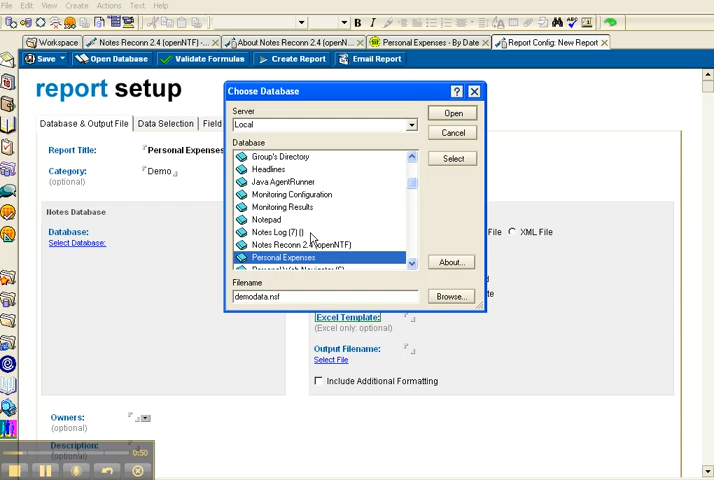 File Edit View Create Actions Text Help
B I
Workspace Notes Reconn 2.4 (openNTF) -... About Notes Reconn 2.4 (openN... Personal Expenses - By Date Report Config: New Report
Save Open Database Validate Formulas Create Report Email Report
report setup
Database & Output File Data Selection Field
Report Title: Personal Expenses
Category: Demo
(optional)
Notes Database
Database:
Select Database:
File XML File
Excel Template:
(Excel only: optional)
Output Filename:
Select File
Include Additional Formatting
Owners:
(optional)
Description:
(optional)
Choose Database
Server
Local
Database
Group's Directory
Headlines
Java AgentRunner
Monitoring Configuration
Monitoring Results
Notepad
Notes Log (7) ()
Notes Reconn 2.4 (openNTF)
Personal Expenses
Personal Web Navigator (6)
Filename
demodata.nsf
Open
Cancel
Select
About...
Browse...
0:50